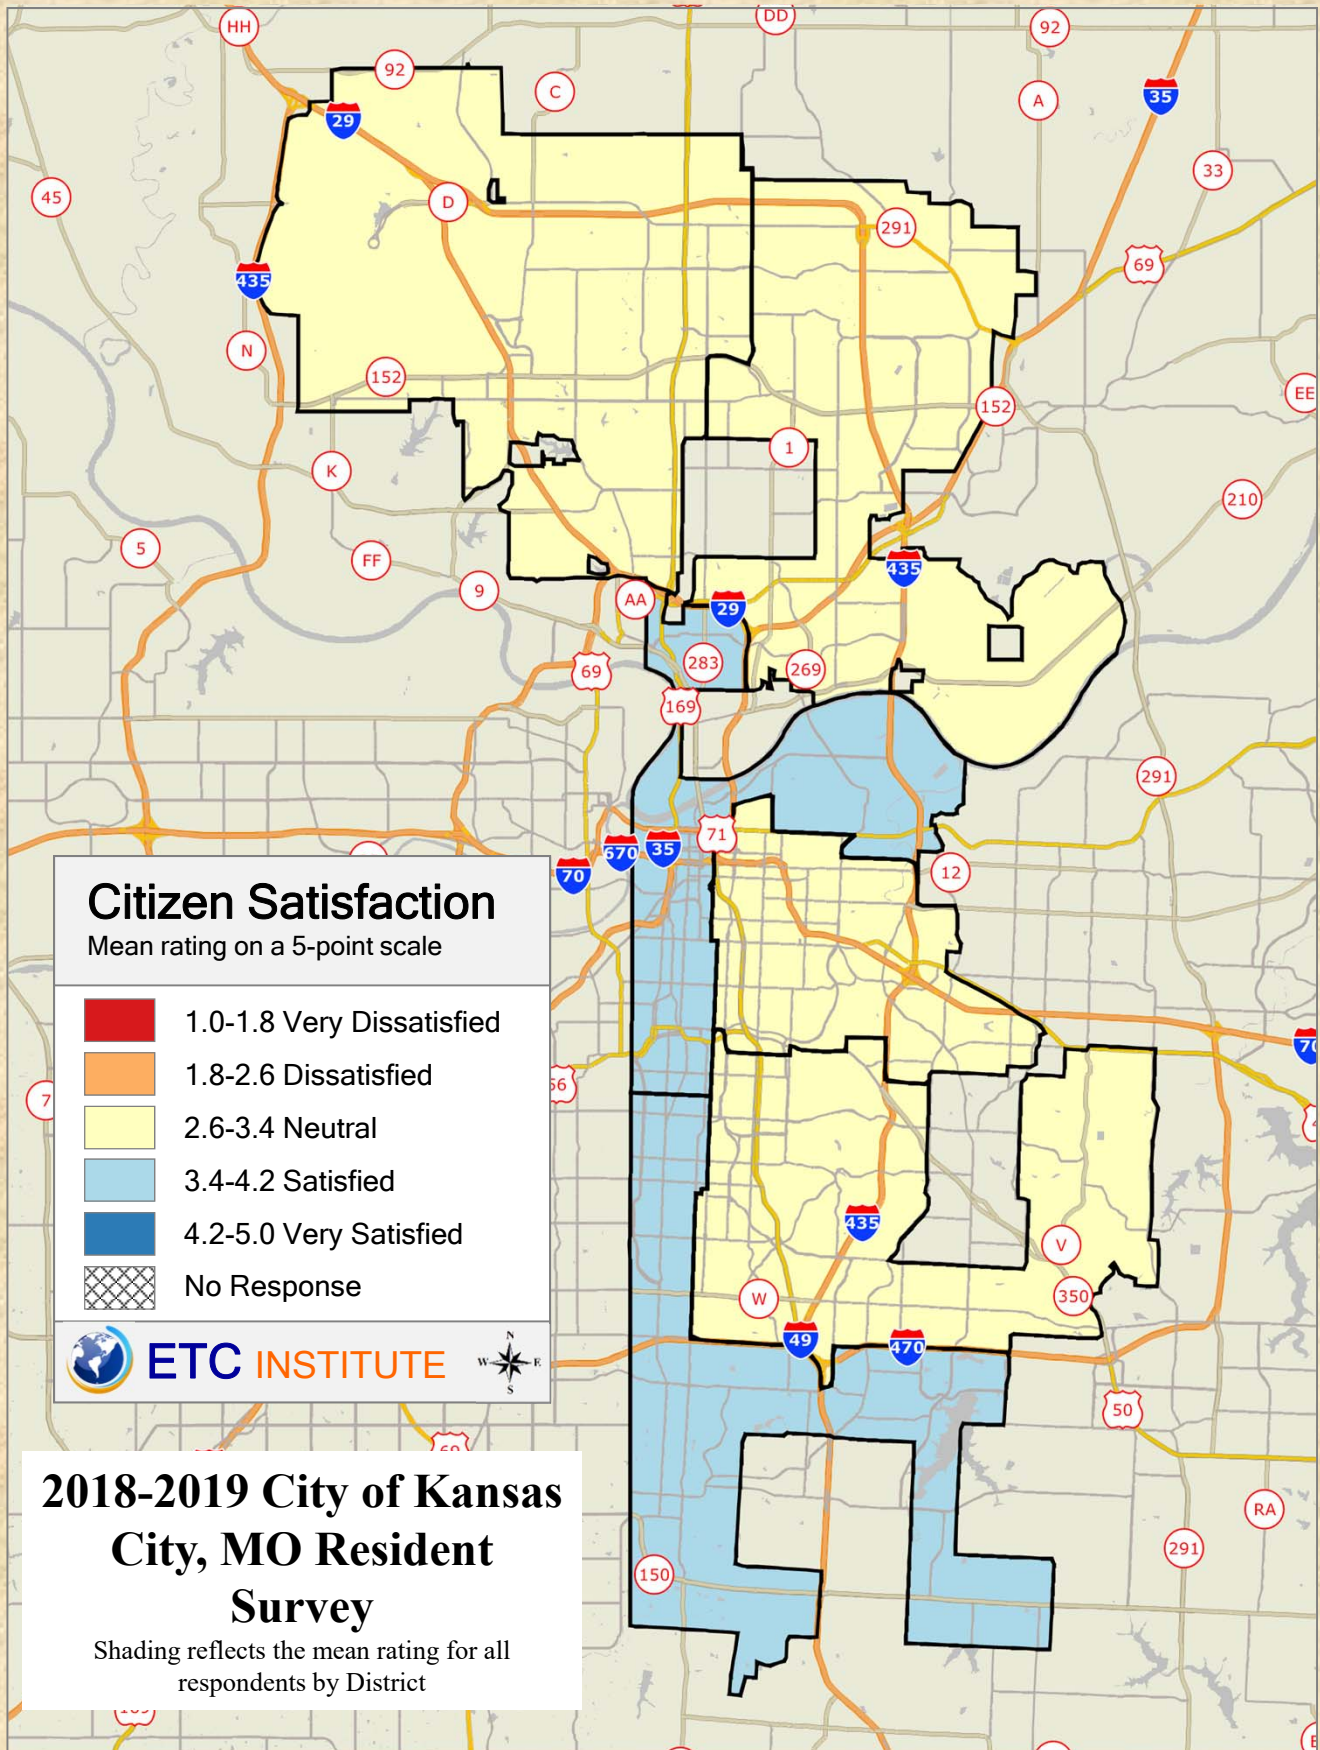 HH
DD
92
92
C
A
35
29
33
45
D
291
69
435
N
152
EE
152
1
K
210
5
FF
435
9
AA
29
283
269
69
169
291
71
670
35
70
12
Citizen Satisfaction
Mean rating on a 5-point scale
1.0-1.8 Very Dissatisfied
1.8-2.6 Dissatisfied
2.6-3.4 Neutral
3.4-4.2 Satisfied
4.2-5.0 Very Satisfied
No Response
ETC INSTITUTE
N
W
E
S
70
7
435
V
W
350
49
470
50
2018-2019 City of Kansas
City, MO Resident
Survey
Shading reflects the mean rating for all
respondents by District
RA
291
150